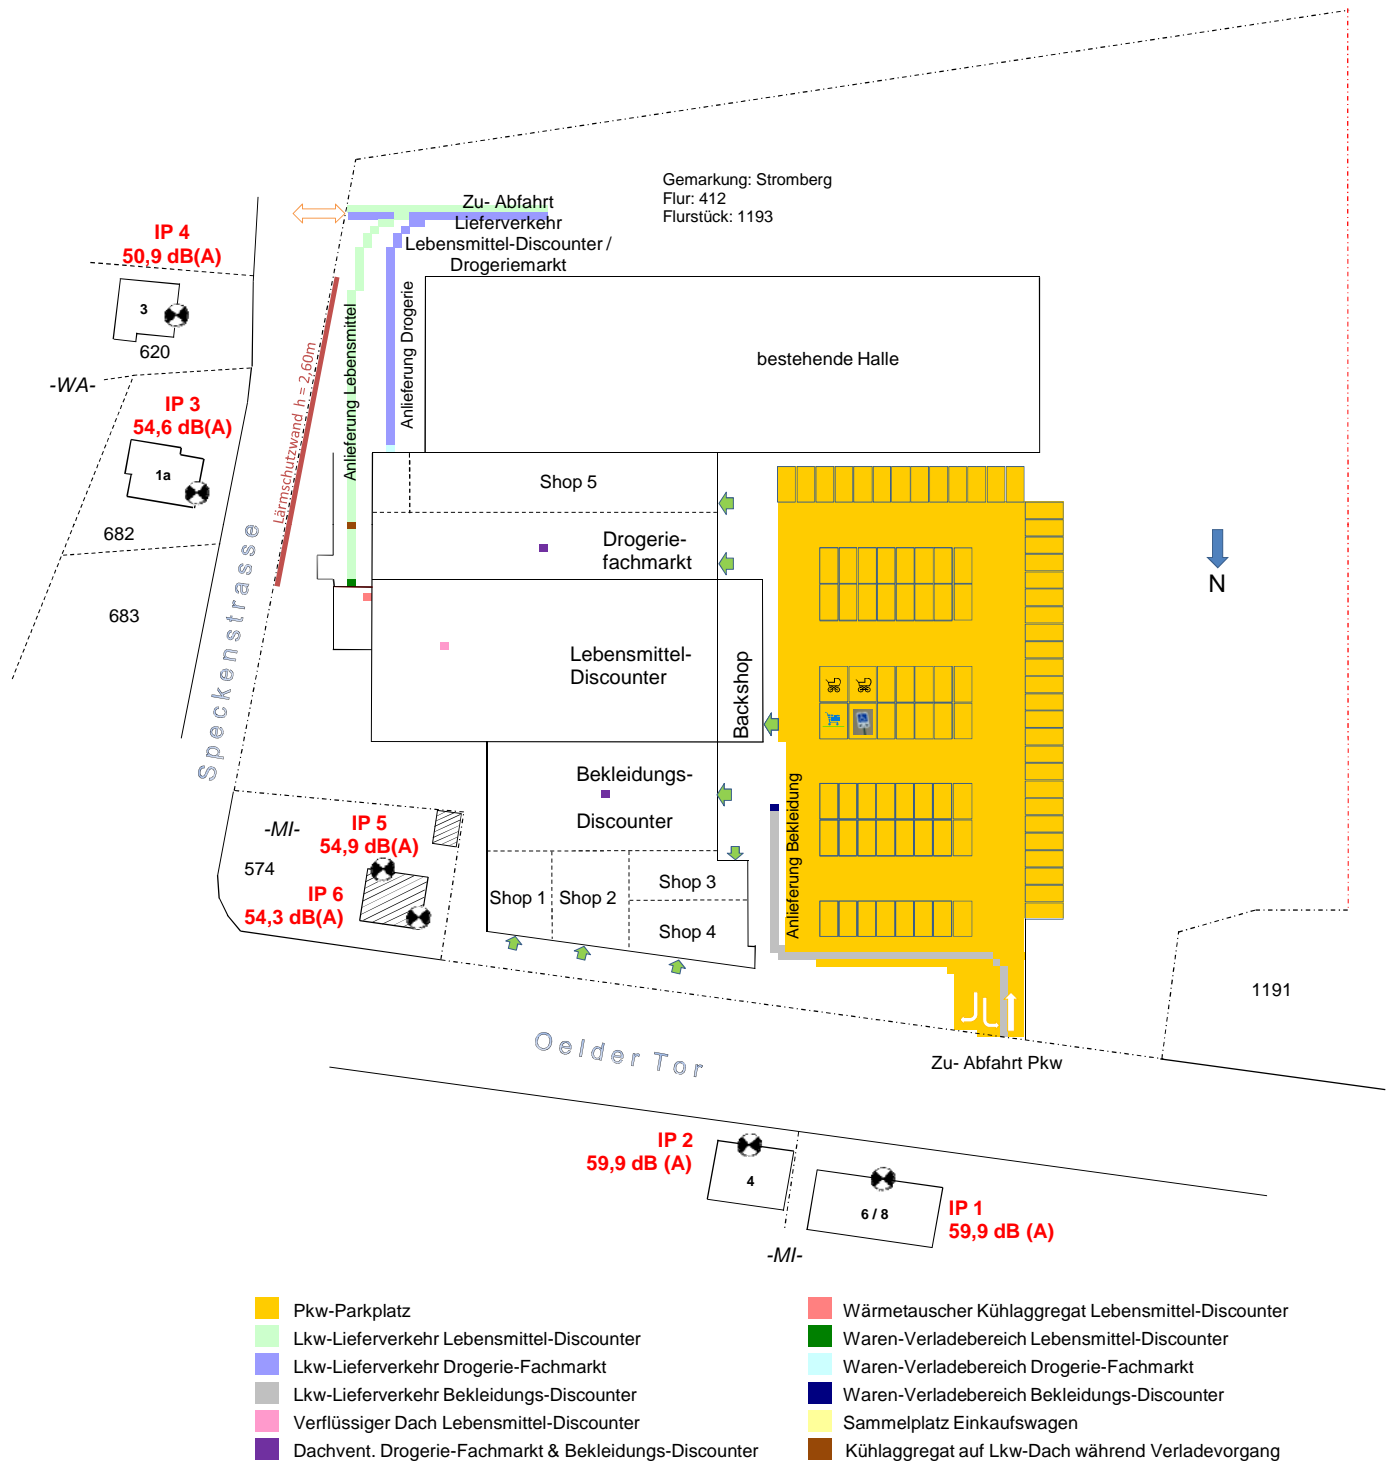 Gemarkung: Stromberg
Flur: 412
Flurstück: 1193
Zu- Abfahrt
Lieferverkehr
Lebensmittel-Discounter /
Drogeriemarkt
IP 4
50,9 dB(A)
3
620
-WA-
IP 3
54,6 dB(A)
1a
682
683
Lärmschutzwand h = 2,60m
Anlieferung Lebensmittel
Anlieferung Drogerie
bestehende Halle
Shop 5
Drogerie-
fachmarkt
Lebensmittel-
Discounter
Backshop
N
Speckenstrasse
Bekleidungs-
Discounter
Anlieferung Bekleidung
-MI-
IP 5
54,9 dB(A)
574
IP 6
54,3 dB(A)
Shop 1
Shop 2
Shop 3
Shop 4
1191
Oelder Tor
Zu- Abfahrt Pkw
IP 2
59,9 dB (A)
4
6 / 8
IP 1
59,9 dB (A)
-MI-
Pkw-Parkplatz
Lkw-Lieferverkehr Lebensmittel-Discounter
Lkw-Lieferverkehr Drogerie-Fachmarkt
Lkw-Lieferverkehr Bekleidungs-Discounter
Verflüssiger Dach Lebensmittel-Discounter
Dachvent. Drogerie-Fachmarkt & Bekleidungs-Discounter
Wärmetauscher Kühlaggregat Lebensmittel-Discounter
Waren-Verladebereich Lebensmittel-Discounter
Waren-Verladebereich Drogerie-Fachmarkt
Waren-Verladebereich Bekleidungs-Discounter
Sammelplatz Einkaufswagen
Kühlaggregat auf Lkw-Dach während Verladevorgang